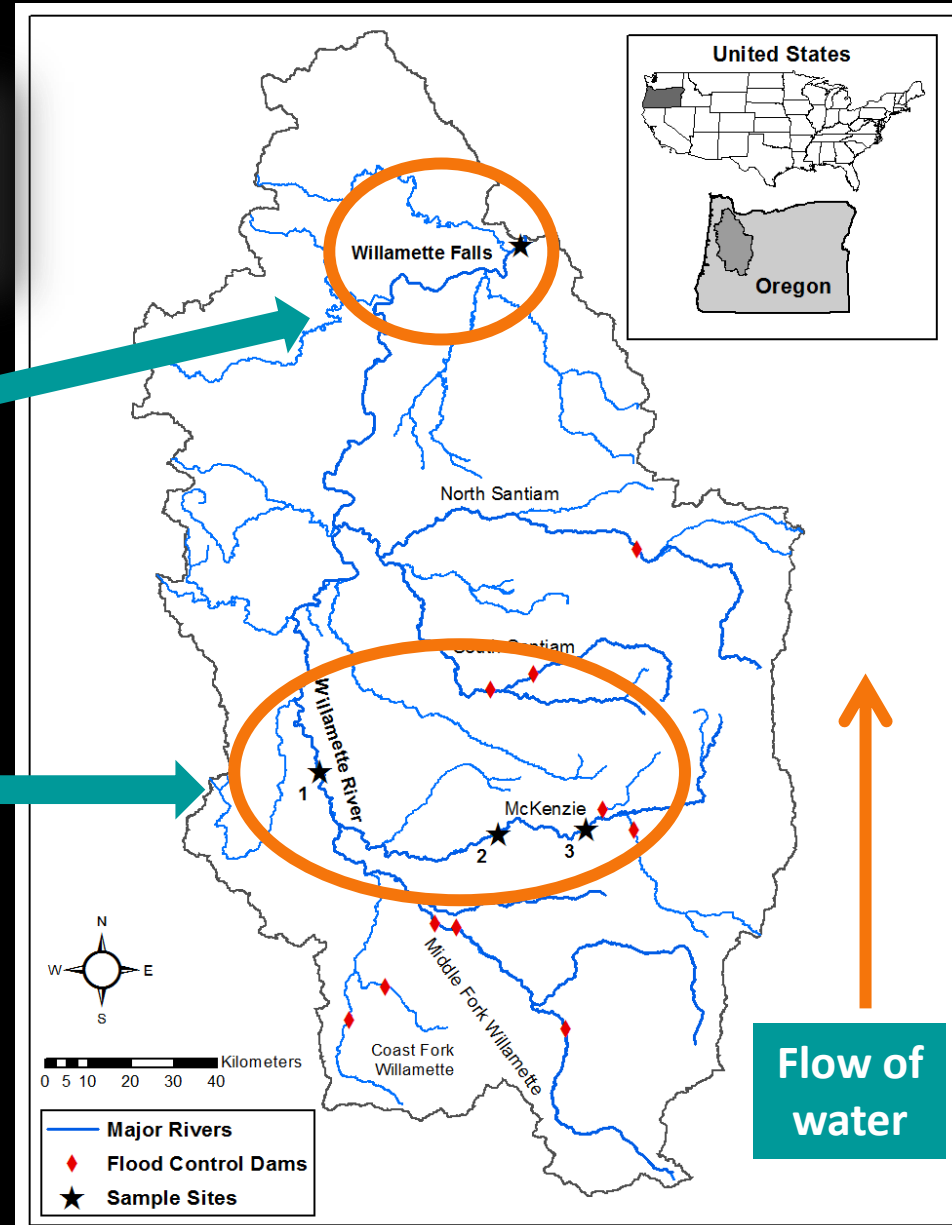 United States
Oregon
Willamette Falls
North Santiam
South Santiam
Willamette River
1
McKenzie
2
3
Middle Fork Willamette
Coast Fork
Willamette
N
W
E
S
Kilometers
0 5 10 20 30 40
Major Rivers
Flood Control Dams
Sample Sites
Flow of
water